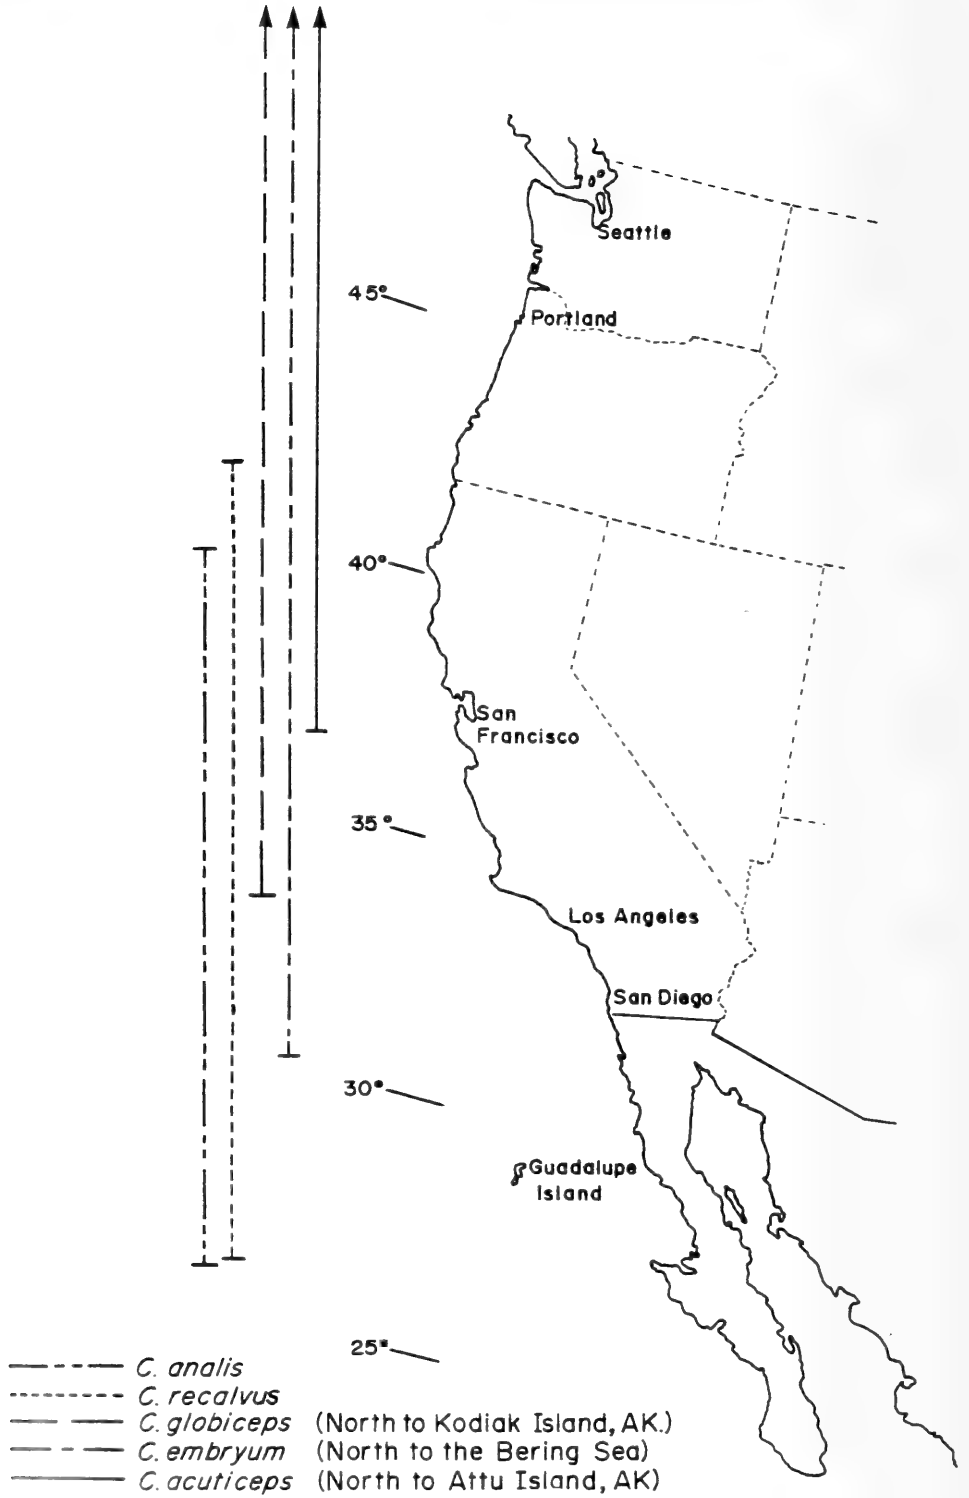 Seattle
45°
Portland
40°
San
Francisco
35°
Los Angeles
San Diego
30°
Guadalupe
Island
25°
C. analis
C. recalvus
C. globiceps (North to Kodiak Island, AK.)
C. embryum (North to the Bering Sea)
C. acuticeps (North to Attu Island, AK)